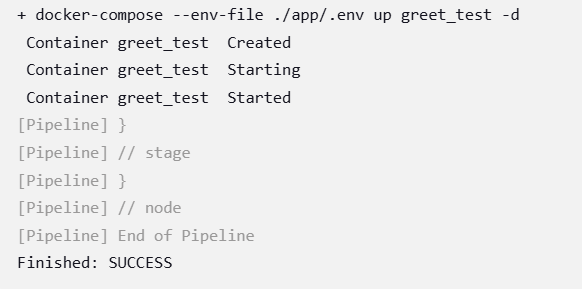 + docker-compose --env-file ./app/.env up greet_test -d
Container greet_test  Created
Container greet_test  Starting
Container greet_test  Started
[Pipeline] }
[Pipeline] // stage
[Pipeline] }
[Pipeline] // node
[Pipeline] End of Pipeline
Finished: SUCCESS